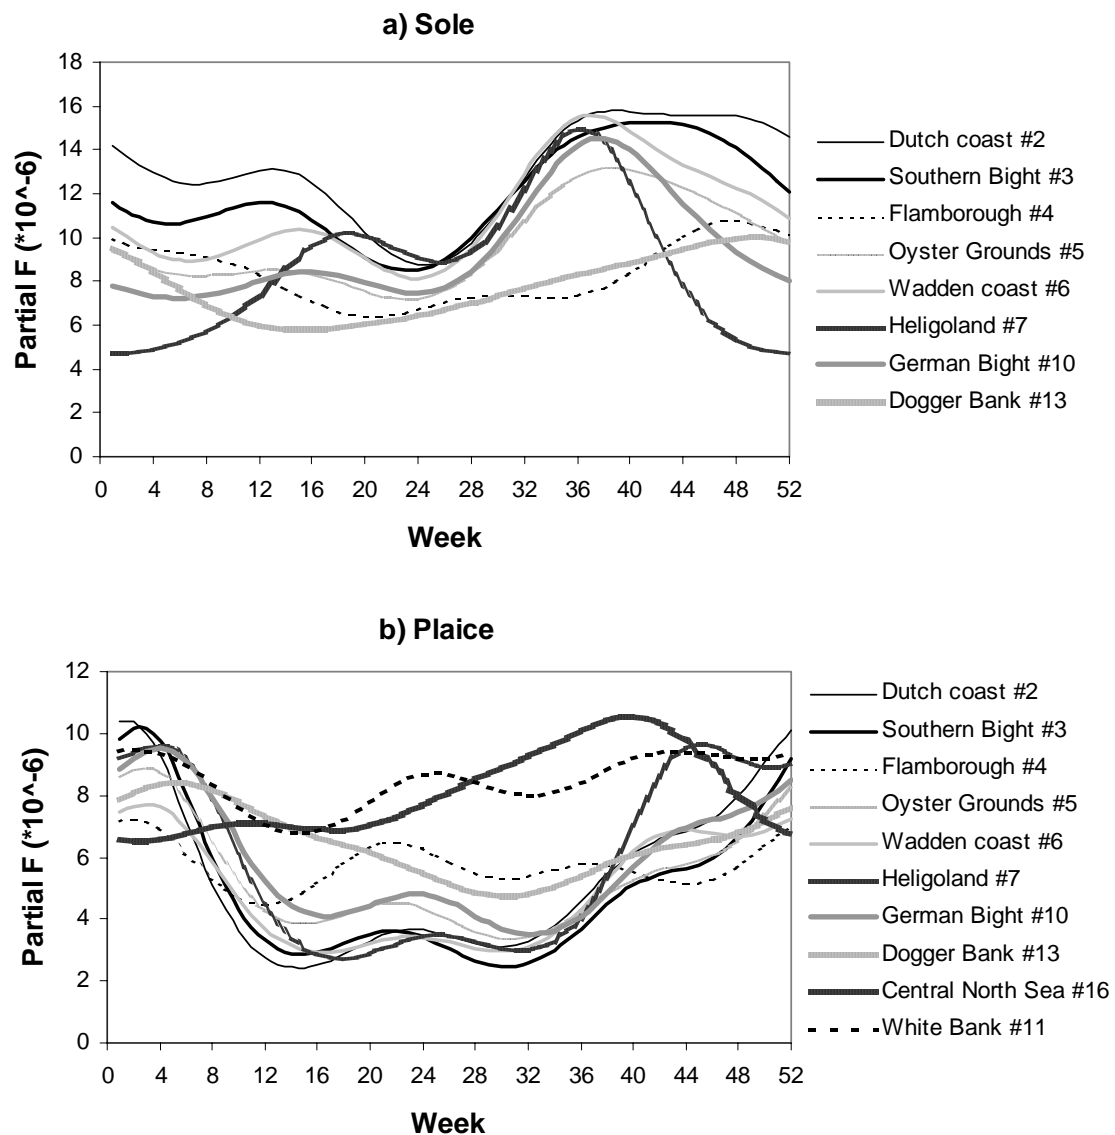 a) Sole
Partial F (*10^-6)
18
16
14
12
10
8
6
4
2
0
0 4 8 12 16 20 24 28 32 36 40 44 48 52
Week
Dutch coast #2
Southern Bight #3
Flamborough #4
Oyster Grounds #5
Wadden coast #6
Heligoland #7
German Bight #10
Dogger Bank #13
b) Plaice
Partial F (*10^-6)
12
10
8
6
4
2
0
0 4 8 12 16 20 24 28 32 36 40 44 48 52
Week
Dutch coast #2
Southern Bight #3
Flamborough #4
Oyster Grounds #5
Wadden coast #6
Heligoland #7
German Bight #10
Dogger Bank #13
Central North Sea #16
White Bank #11